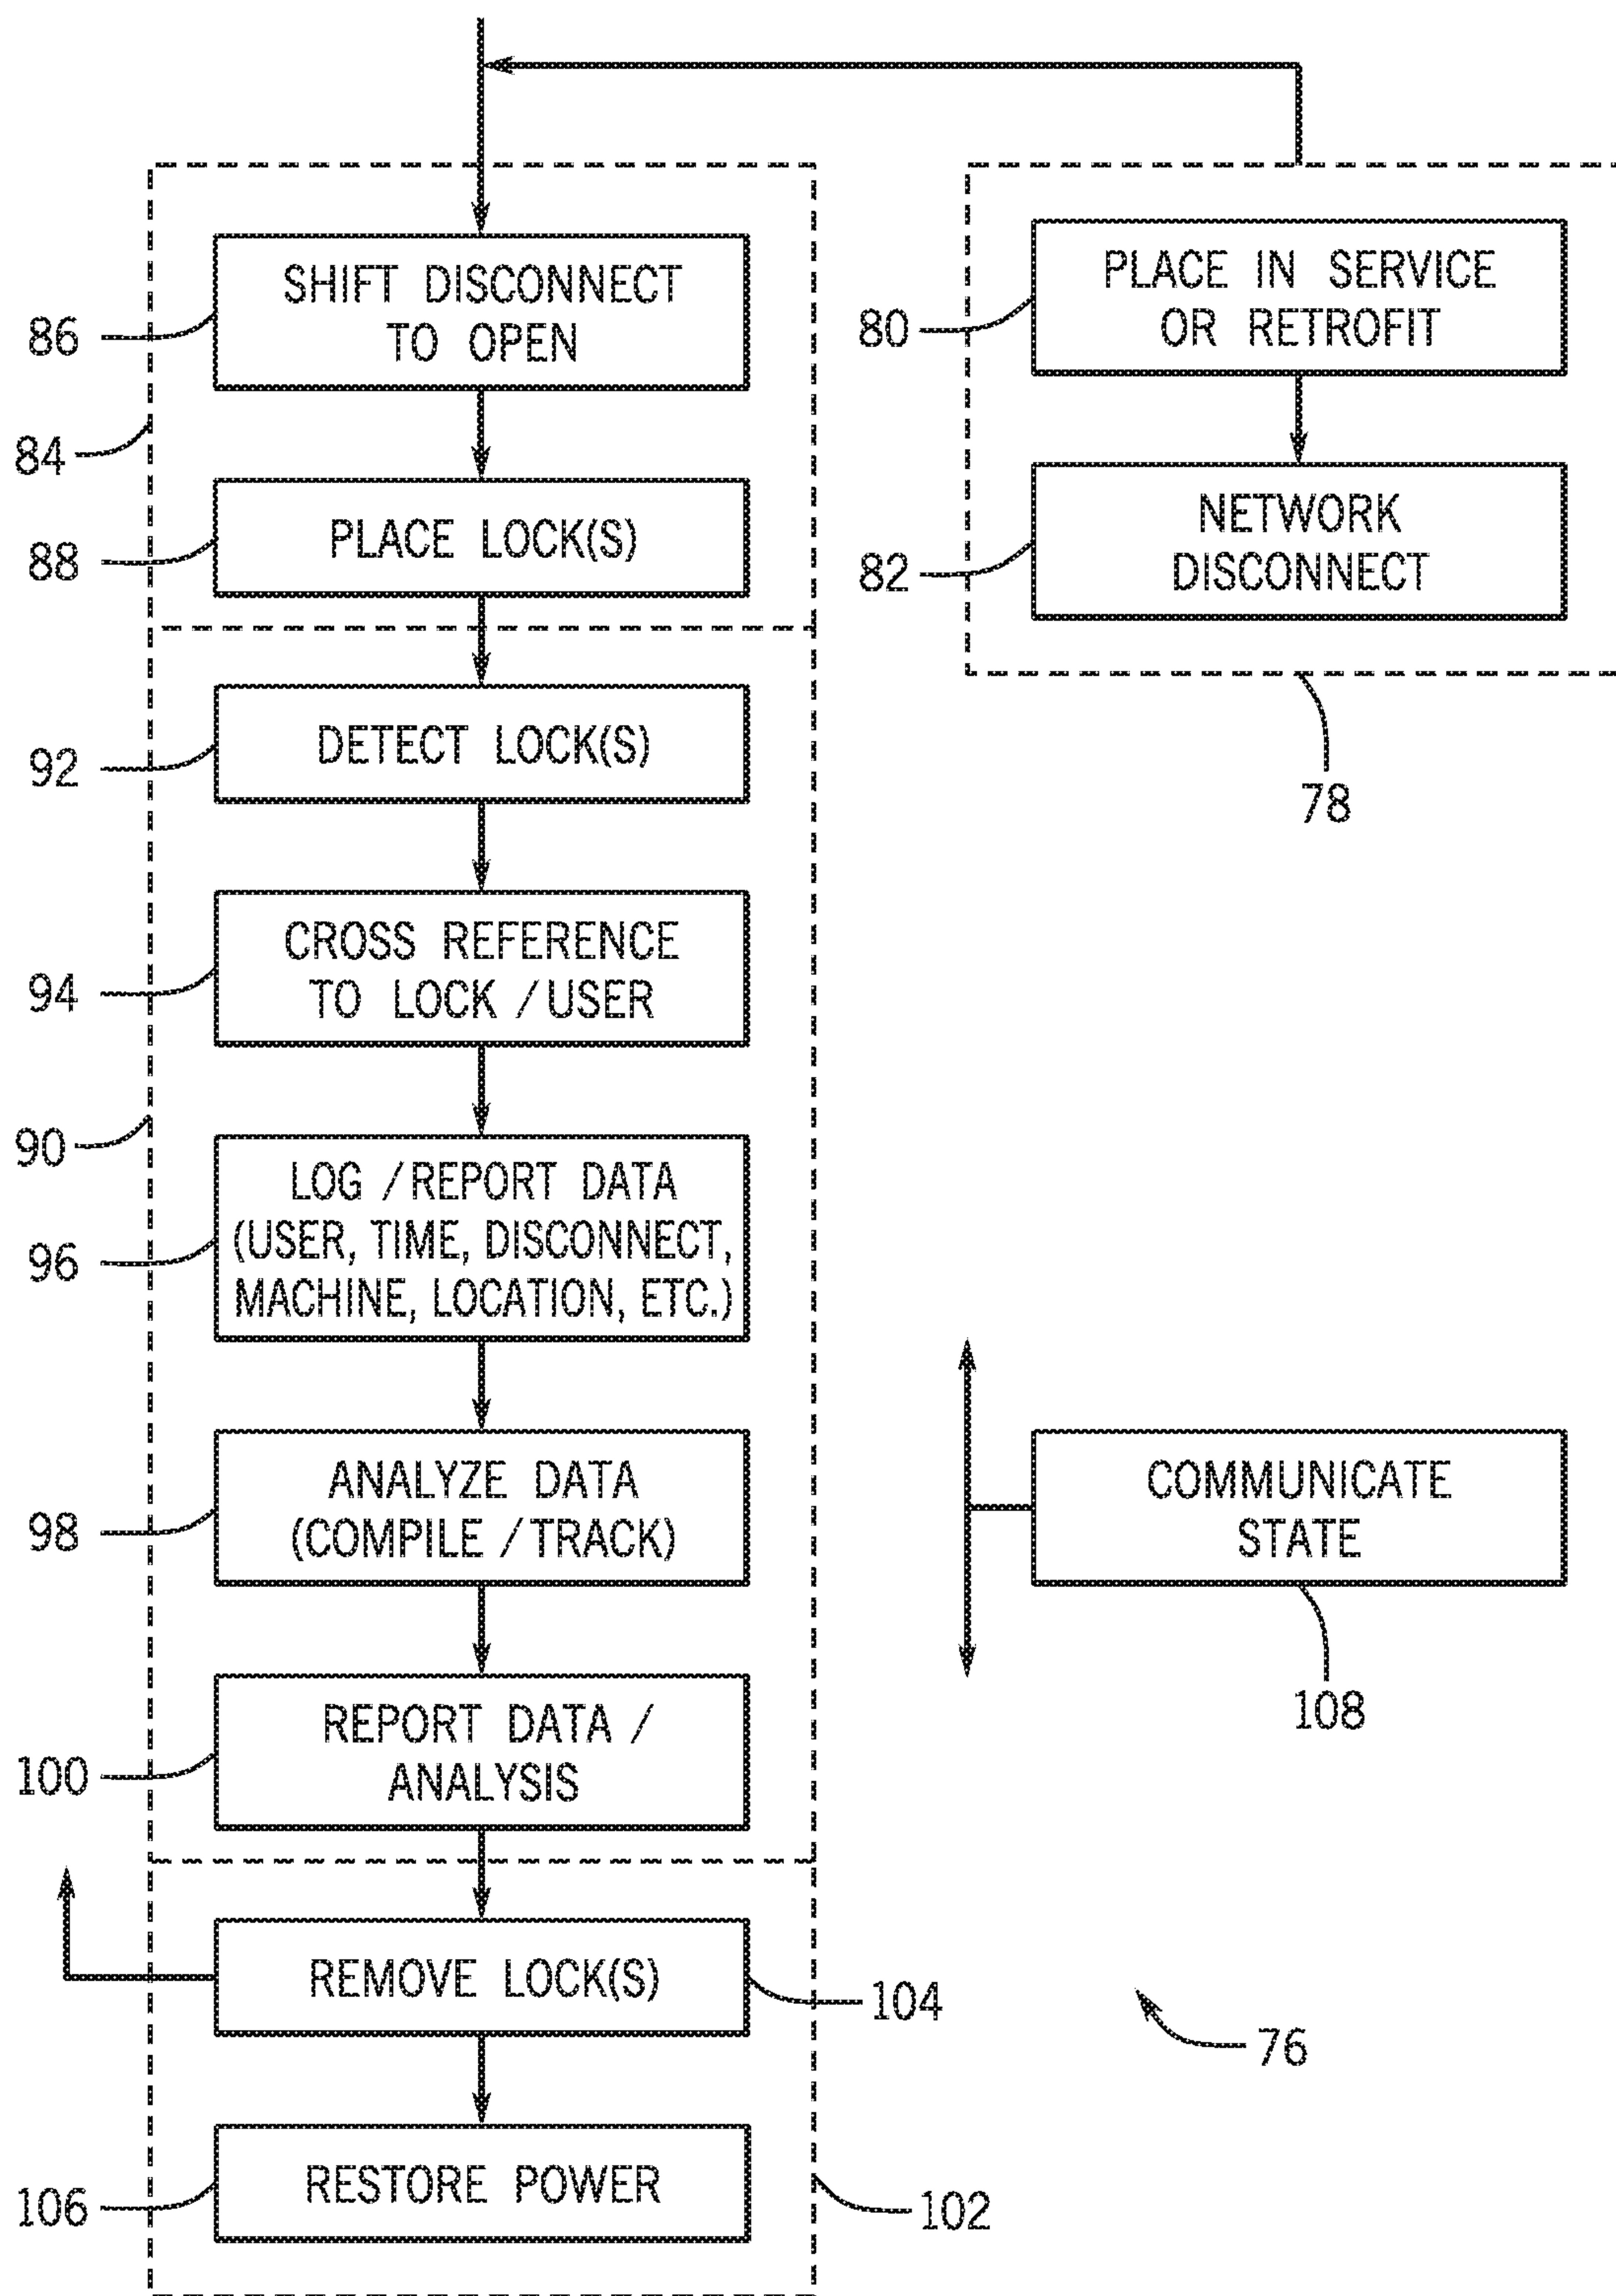 SHIFT DISCONNECT
TO OPEN
86
84
PLACE LOCK(S)
88
PLACE IN SERVICE
OR RETROFIT
80
NETWORK
DISCONNECT
82
78
DETECT LOCK(S)
92
CROSS REFERENCE
TO LOCK / USER
94
90
LOG / REPORT DATA
(USER, TIME, DISCONNECT,
MACHINE, LOCATION, ETC.)
96
ANALYZE DATA
(COMPILE / TRACK)
98
COMMUNICATE
STATE
108
REPORT DATA /
ANALYSIS
100
REMOVE LOCK(S)
104
76
RESTORE POWER
106
102